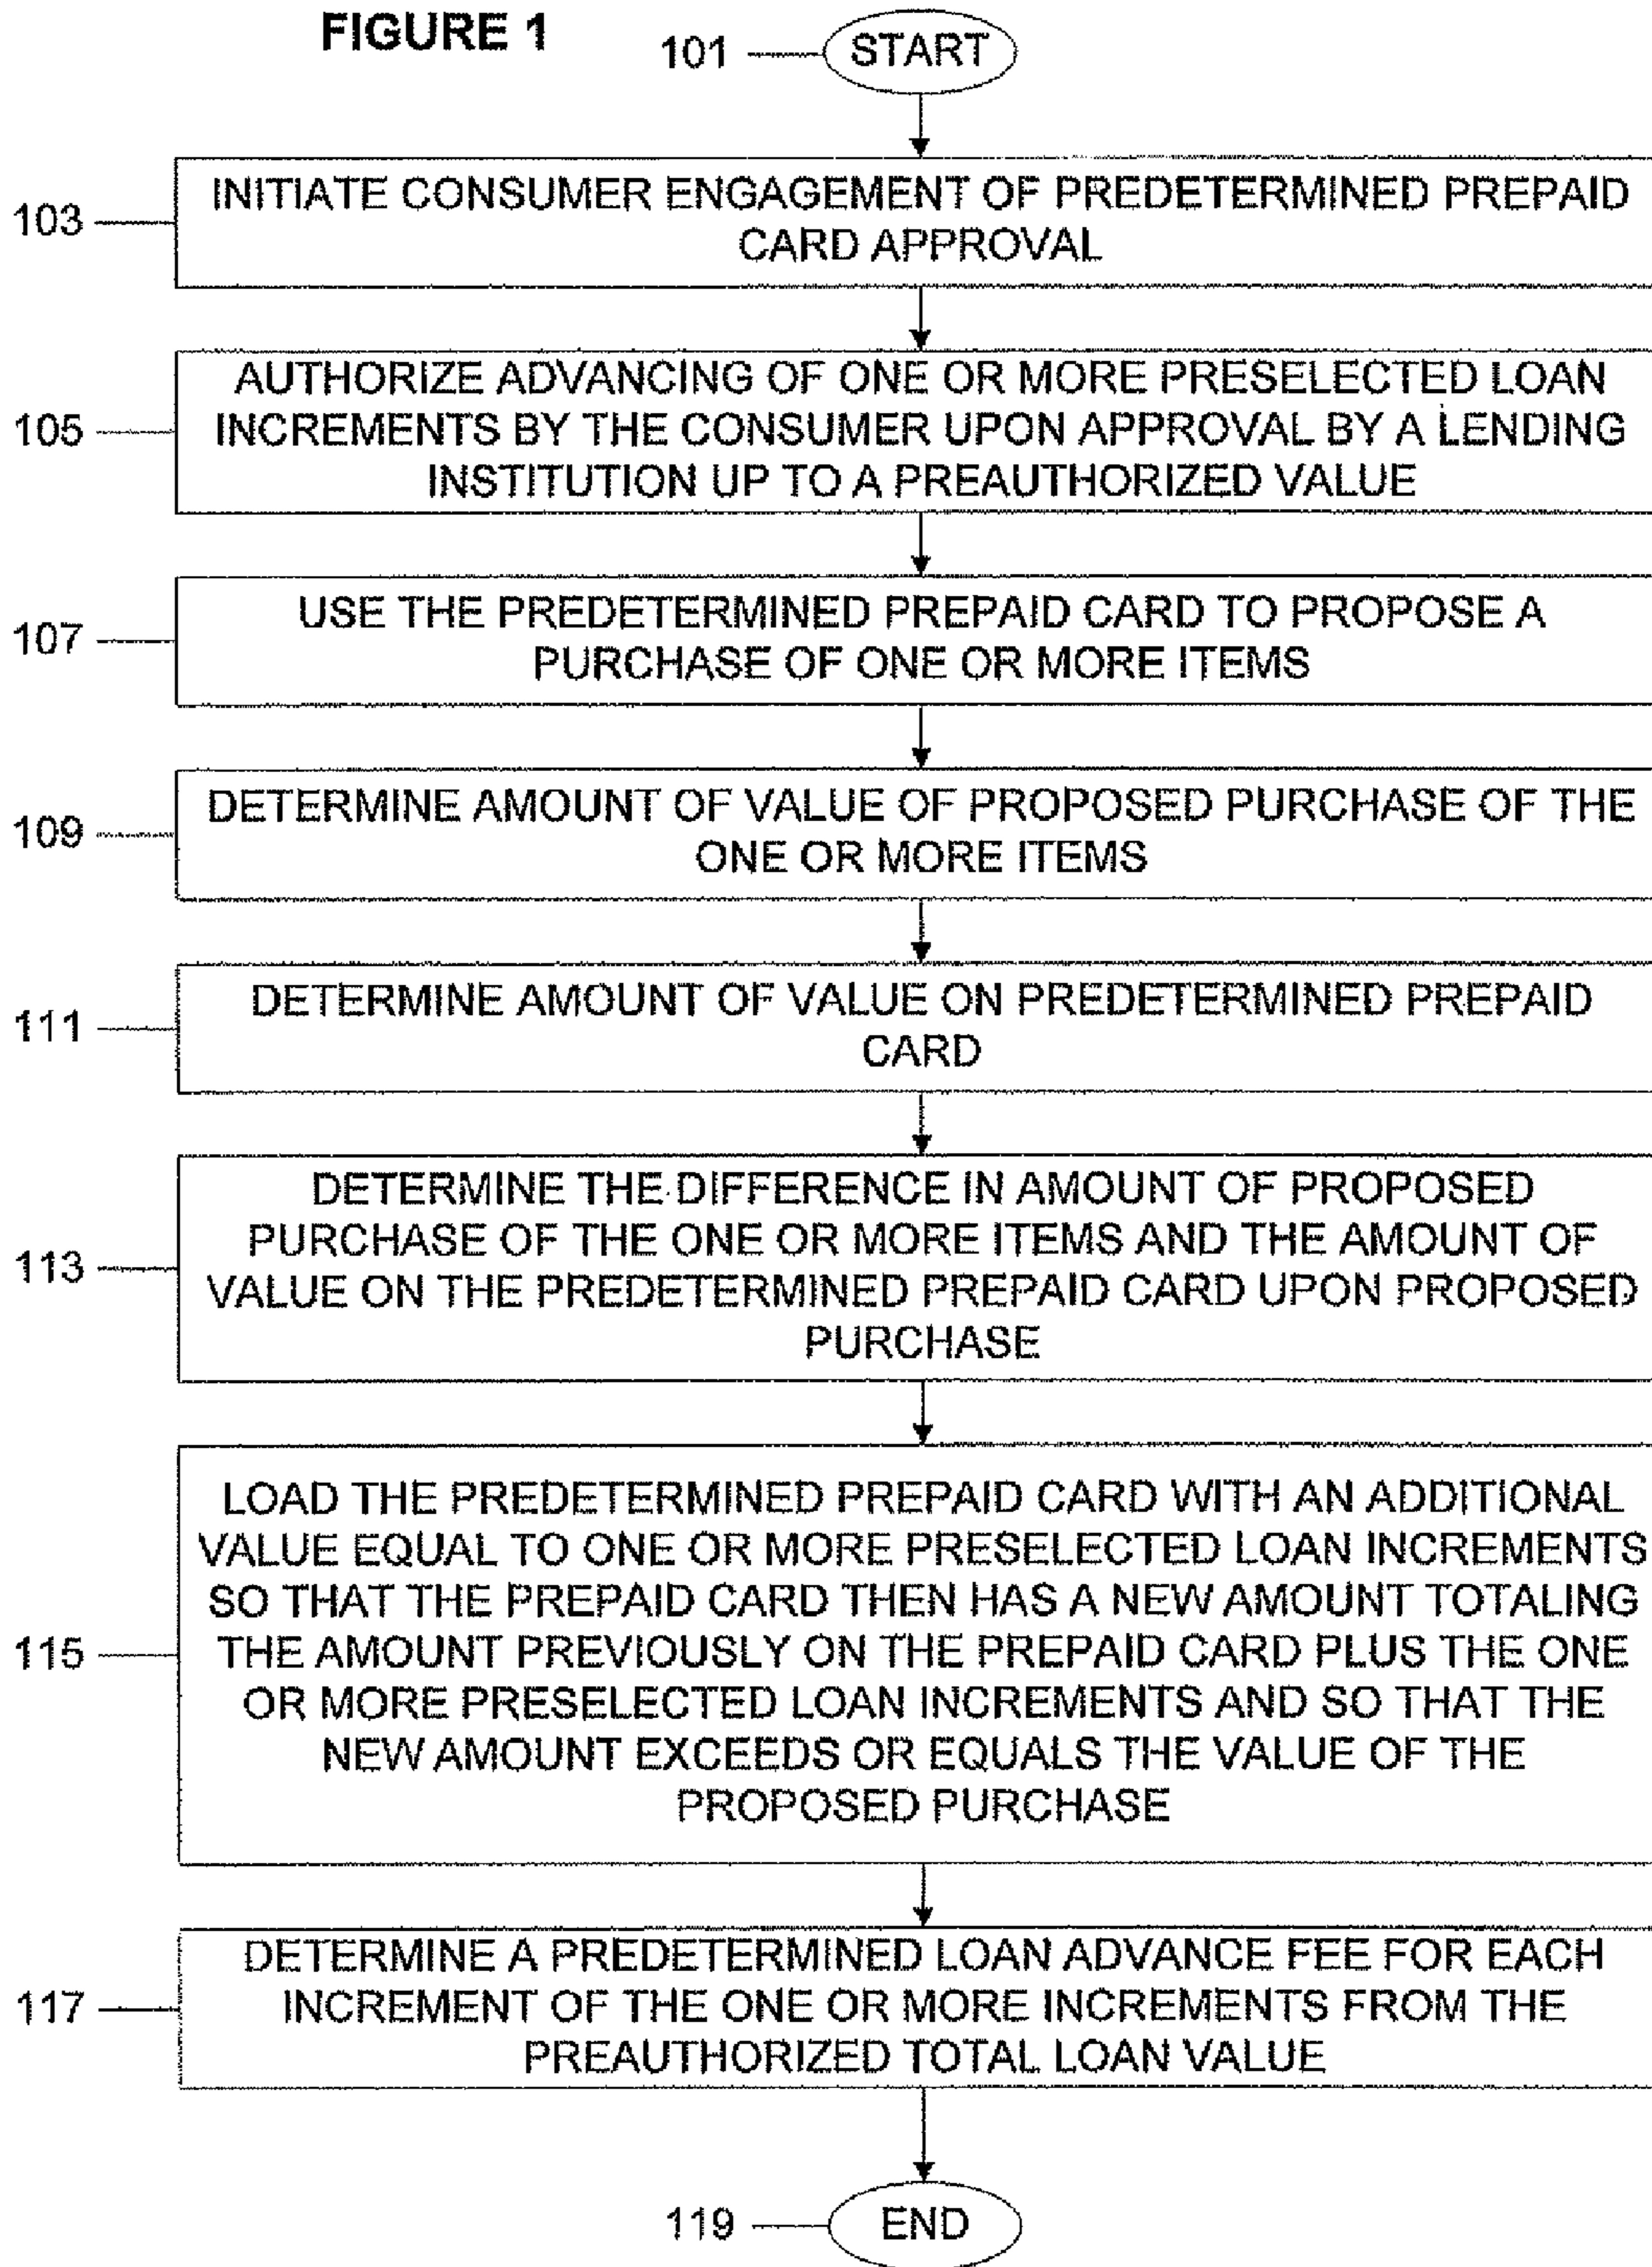 FIGURE 1
101
START
103
INITIATE CONSUMER ENGAGEMENT OF PREDETERMINED PREPAID
CARD APPROVAL
105
AUTHORIZE ADVANCING OF ONE OR MORE PRESELECTED LOAN
INCREMENTS BY THE CONSUMER UPON APPROVAL BY A LENDING
INSTITUTION UP TO A PREAUTHORIZED VALUE
107
USE THE PREDETERMINED PREPAID CARD TO PROPOSE A
PURCHASE OF ONE OR MORE ITEMS
109
DETERMINE AMOUNT OF VALUE OF PROPOSED PURCHASE OF THE
ONE OR MORE ITEMS
111
DETERMINE AMOUNT OF VALUE ON PREDETERMINED PREPAID
CARD
113
DETERMINE THE DIFFERENCE IN AMOUNT OF PROPOSED
PURCHASE OF THE ONE OR MORE ITEMS AND THE AMOUNT OF
VALUE ON THE PREDETERMINED PREPAID CARD UPON PROPOSED
PURCHASE
115
LOAD THE PREDETERMINED PREPAID CARD WITH AN ADDITIONAL
VALUE EQUAL TO ONE OR MORE PRESELECTED LOAN INCREMENTS
SO THAT THE PREPAID CARD THEN HAS A NEW AMOUNT TOTALING
THE AMOUNT PREVIOUSLY ON THE PREPAID CARD PLUS THE ONE
OR MORE PRESELECTED LOAN INCREMENTS AND SO THAT THE
NEW AMOUNT EXCEEDS OR EQUALS THE VALUE OF THE
PROPOSED PURCHASE
117
DETERMINE A PREDETERMINED LOAN ADVANCE FEE FOR EACH
INCREMENT OF THE ONE OR MORE INCREMENTS FROM THE
PREAUTHORIZED TOTAL LOAN VALUE
119
END